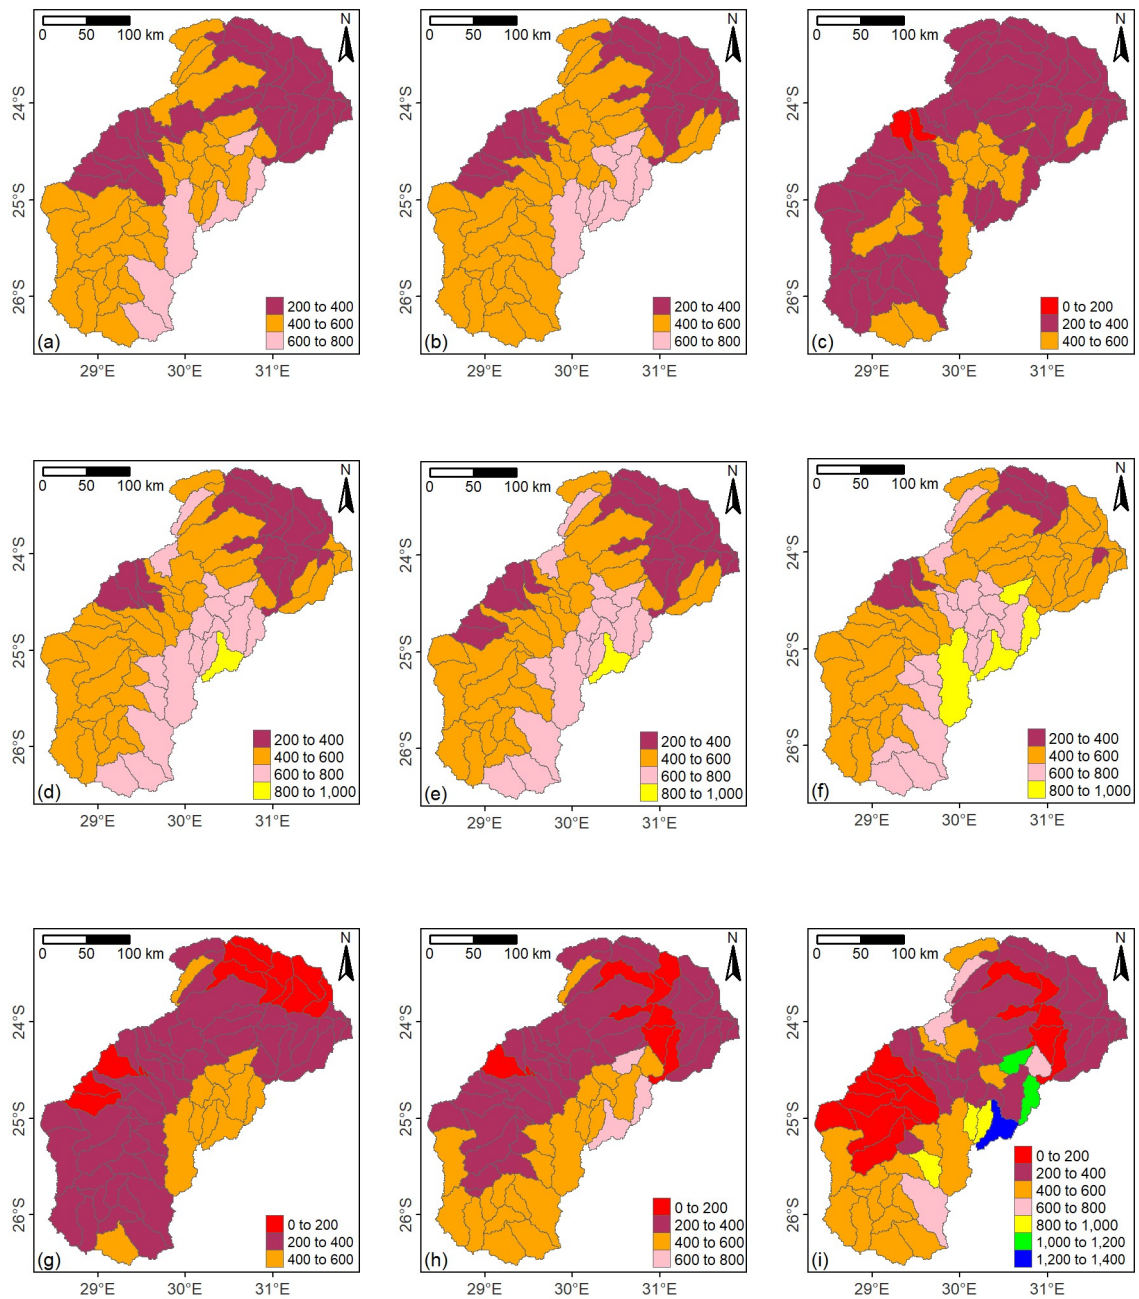 0 50 100 km N
0 50 100 km N
0 50 100 km N
24°S 24°S 24°S
25°S 25°S 25°S
26°S 26°S 26°S
200 to 400
400 to 600
600 to 800
(a)
200 to 400
400 to 600
600 to 800
(b)
0 to 200
200 to 400
400 to 600
(c)
29°E 30°E 31°E 29°E 30°E 31°E 29°E 30°E 31°E
0 50 100 km N
0 50 100 km N
0 50 100 km N
24°S 24°S 24°S
25°S 25°S 25°S
26°S 26°S 26°S
200 to 400
400 to 600
600 to 800
800 to 1,000
(d)
200 to 400
400 to 600
600 to 800
800 to 1,000
(e)
200 to 400
400 to 600
600 to 800
800 to 1,000
(f)
29°E 30°E 31°E 29°E 30°E 31°E 29°E 30°E 31°E
0 50 100 km N
0 50 100 km N
0 50 100 km N
24°S 24°S 24°S
25°S 25°S 25°S
26°S 26°S 26°S
0 to 200
200 to 400
400 to 600
(g)
0 to 200
200 to 400
400 to 600
600 to 800
(h)
0 to 200
200 to 400
400 to 600
600 to 800
800 to 1,000
1,000 to 1,200
1,200 to 1,400
(i)
29°E 30°E 31°E 29°E 30°E 31°E 29°E 30°E 31°E